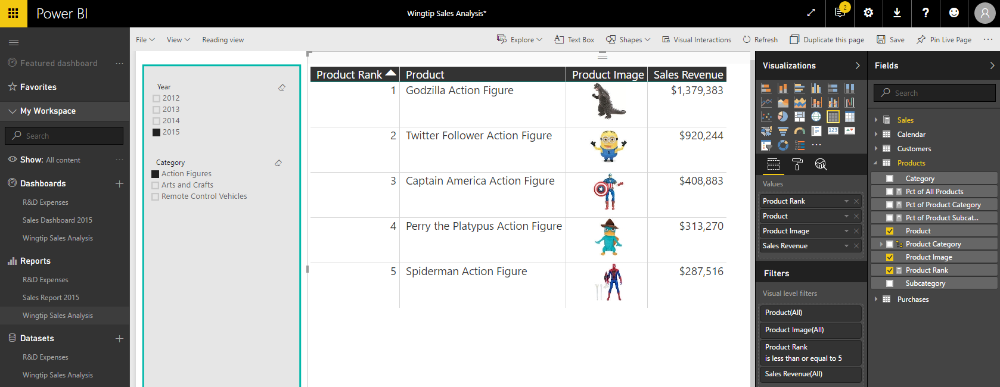 Power BI
Wingtip Sales Analysis*
2
?
File
View
Reading view
Explore
Text Box
Shapes
Visual Interactions
Refresh
Duplicate this page
Save
Pin Live Page
Featured dashboard
Favorites
My Workspace
Search
Show: All content
Dashboards
R&D Expenses
Sales Dashboard 2015
Wingtip Sales Analysis
Reports
R&D Expenses
Sales Report 2015
Wingtip Sales Analysis
Datasets
R&D Expenses
Wingtip Sales Analysis
Year
2012
2013
2014
2015
Category
Action Figures
Arts and Crafts
Remote Control Vehicles
Product Rank Product Product Image Sales Revenue
1 Godzilla Action Figure $1,379,383
2 Twitter Follower Action Figure $920,244
3 Captain America Action Figure $408,883
4 Perry the Platypus Action Figure $313,270
5 Spiderman Action Figure $287,516
Visualizations
123
Values
Product Rank
Product
Product Image
Sales Revenue
Filters
Visual level filters
Product(All)
Product Image(All)
Product Rank
is less than or equal to 5
Sales Revenue(All)
Fields
Search
Sales
Calendar
Customers
Products
Category
Pct of All Products
Pct of Product Category
Pct of Product Subcat...
Product
Product Category
Product Image
Product Rank
Subcategory
Purchases